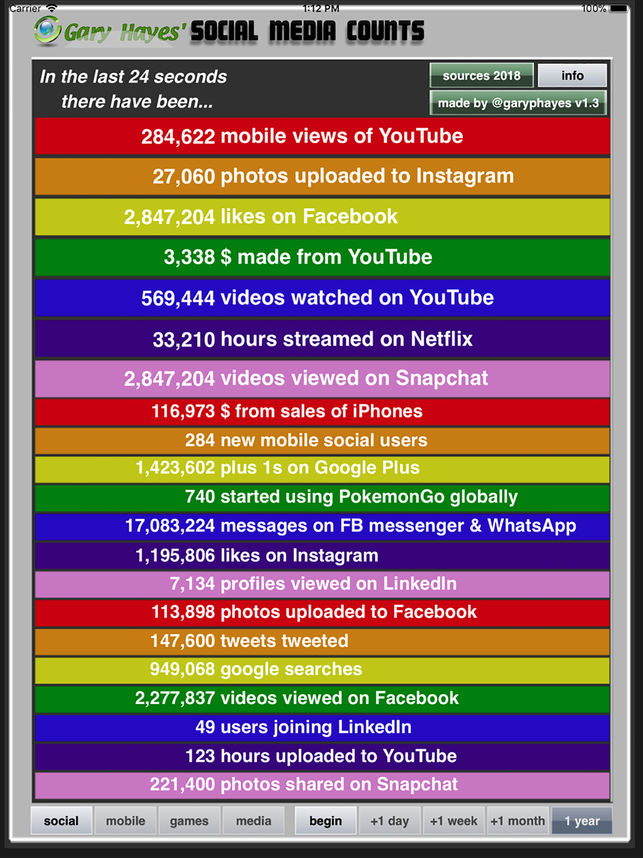 Carrier 1:12 PM 100%
Gary Hayes' SOCIAL MEDIA COUNTS
In the last 24 seconds
there have been...
sources 2018 info
made by @garyphayes v1.3
284,622 mobile views of YouTube
27,060 photos uploaded to Instagram
2,847,204 likes on Facebook
3,338 $ made from YouTube
569,444 videos watched on YouTube
33,210 hours streamed on Netflix
2,847,204 videos viewed on Snapchat
116,973 $ from sales of iPhones
284 new mobile social users
1,423,602 plus 1s on Google Plus
740 started using PokemonGo globally
17,083,224 messages on FB messenger & WhatsApp
1,195,806 likes on Instagram
7,134 profiles viewed on LinkedIn
113,898 photos uploaded to Facebook
147,600 tweets tweeted
949,068 google searches
2,277,837 videos viewed on Facebook
49 users joining LinkedIn
123 hours uploaded to YouTube
221,400 photos shared on Snapchat
social mobile games media begin +1 day +1 week +1 month 1 year